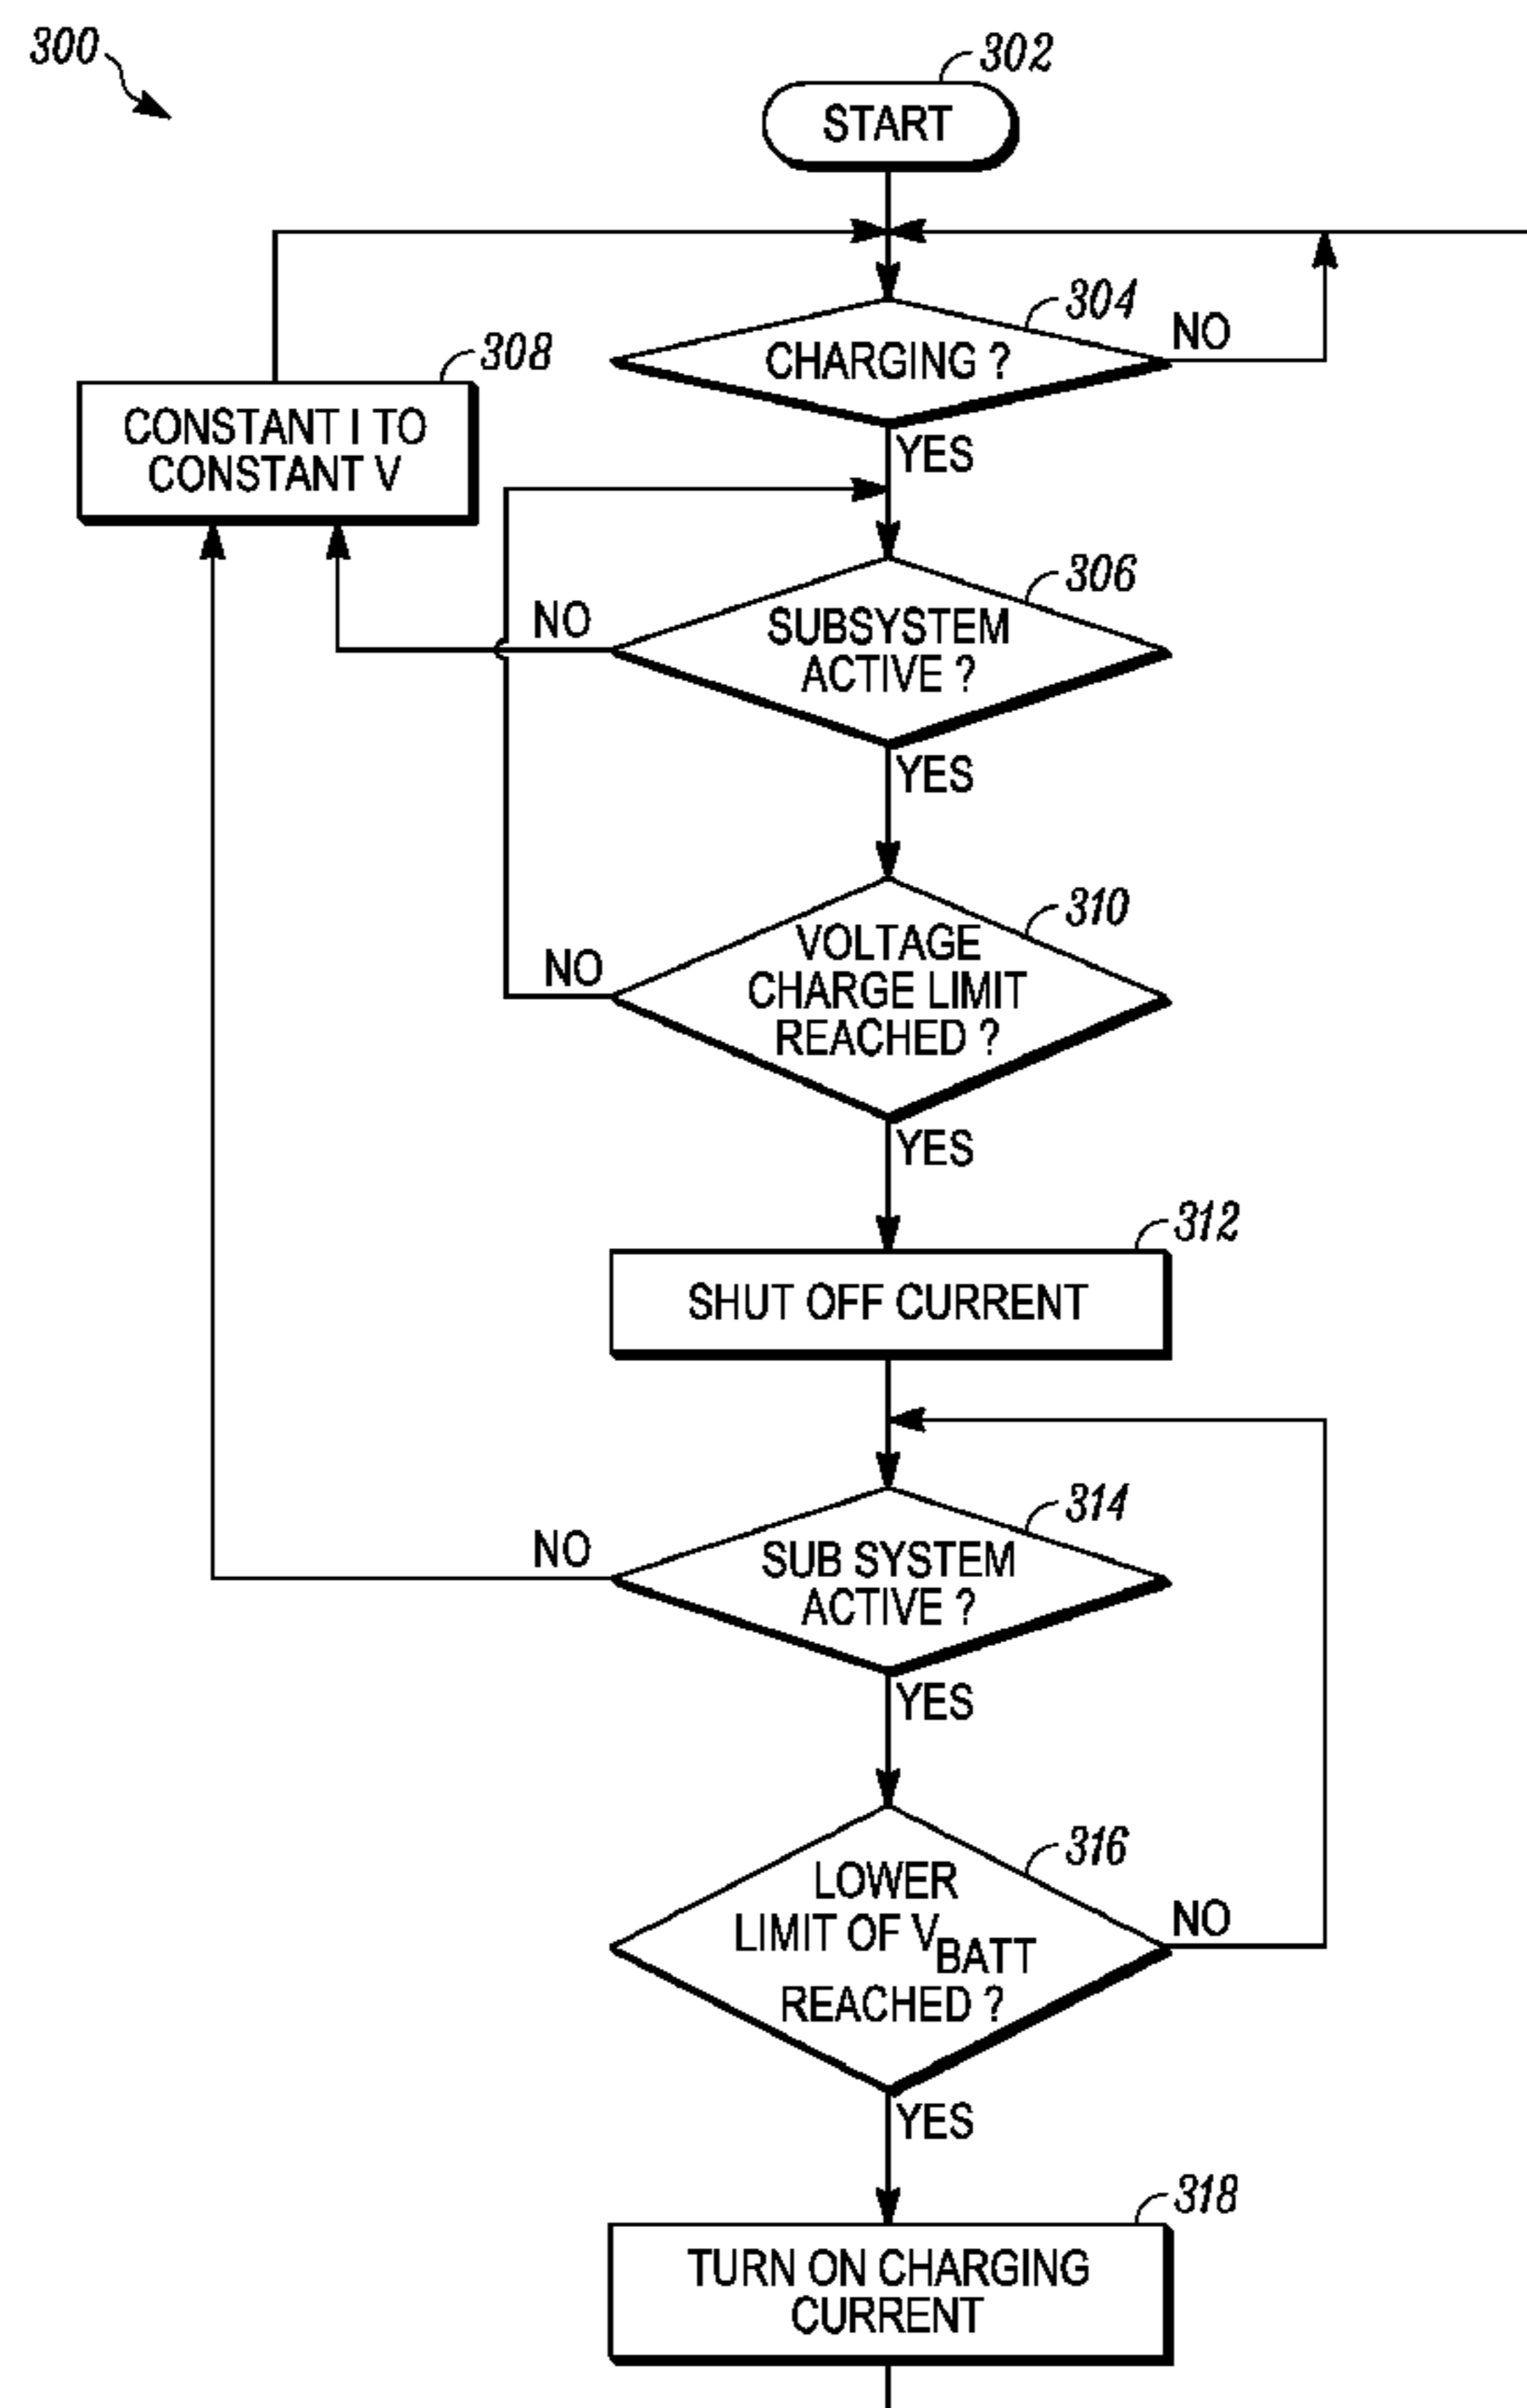 300
302
START
304
CHARGING ?
NO
YES
308
CONSTANT I TO
CONSTANT V
306
SUBSYSTEM
ACTIVE ?
NO
YES
310
VOLTAGE
CHARGE LIMIT
REACHED ?
NO
YES
312
SHUT OFF CURRENT
314
SUB SYSTEM
ACTIVE ?
NO
YES
316
LOWER
LIMIT OF VBATT
REACHED ?
NO
YES
318
TURN ON CHARGING
CURRENT